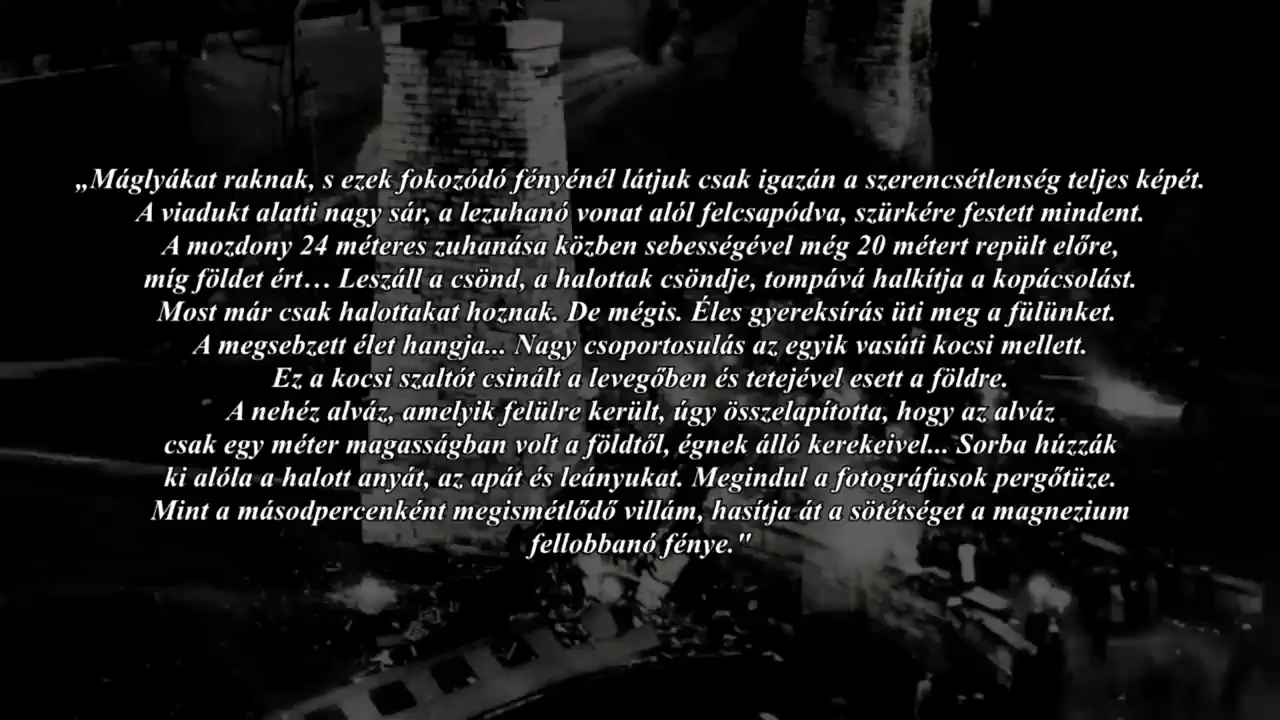 „Máglyákat raknak, s ezek fokozódó fényénél látjuk csak igazán a szerencsétlenség teljes képét.
A viadukt alatti nagy sár, a lezuhanó vonat alól felcsapódva, szürkére festett mindent.
A mozdony 24 méteres zuhanása közben sebességével még 20 métert repült előre,
míg földet ért… Leszáll a csönd, a halottak csöndje, tompává halkítja a kopácsolást.
Most már csak halottakat hoznak. De mégis. Éles gyereksírás üti meg a fülünket.
A megsebzett élet hangja... Nagy csoportosulás az egyik vasúti kocsi mellett.
Ez a kocsi szaltót csinált a levegőben és tetejével esett a földre.
A nehéz alváz, amelyik felülre került, úgy összelapította, hogy az alváz
csak egy méter magasságban volt a földtől, égnek álló kerekeivel... Sorba húzzák
ki alóla a halott anyát, az apát és leányukat. Megindul a fotográfusok pergőtüze.
Mint a másodpercenként megismétlődő villám, hasítja át a sötétséget a magnezium
fellobbanó fénye."